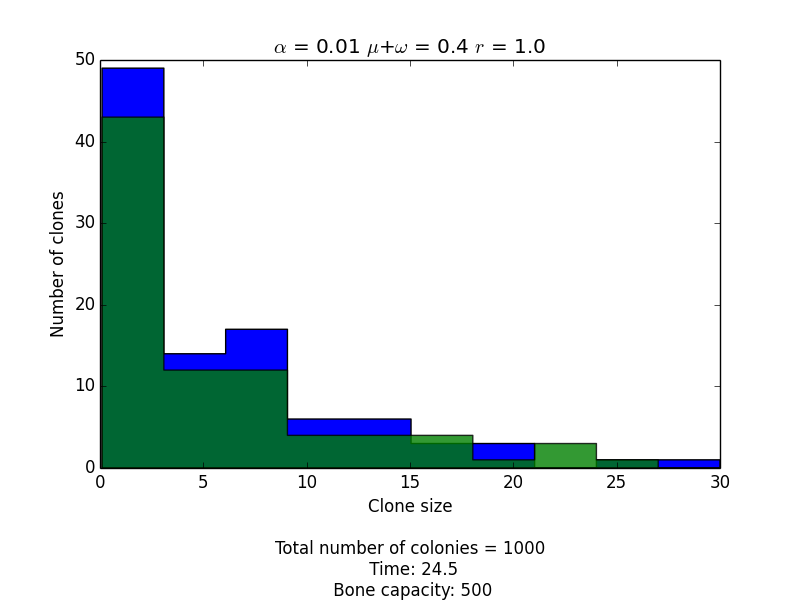 α = 0.01 μ+ω = 0.4 r = 1.0
50
40
30
20
10
0
Number of clones
0 5 10 15 20 25 30
Clone size
Total number of colonies = 1000
Time: 24.5
Bone capacity: 500